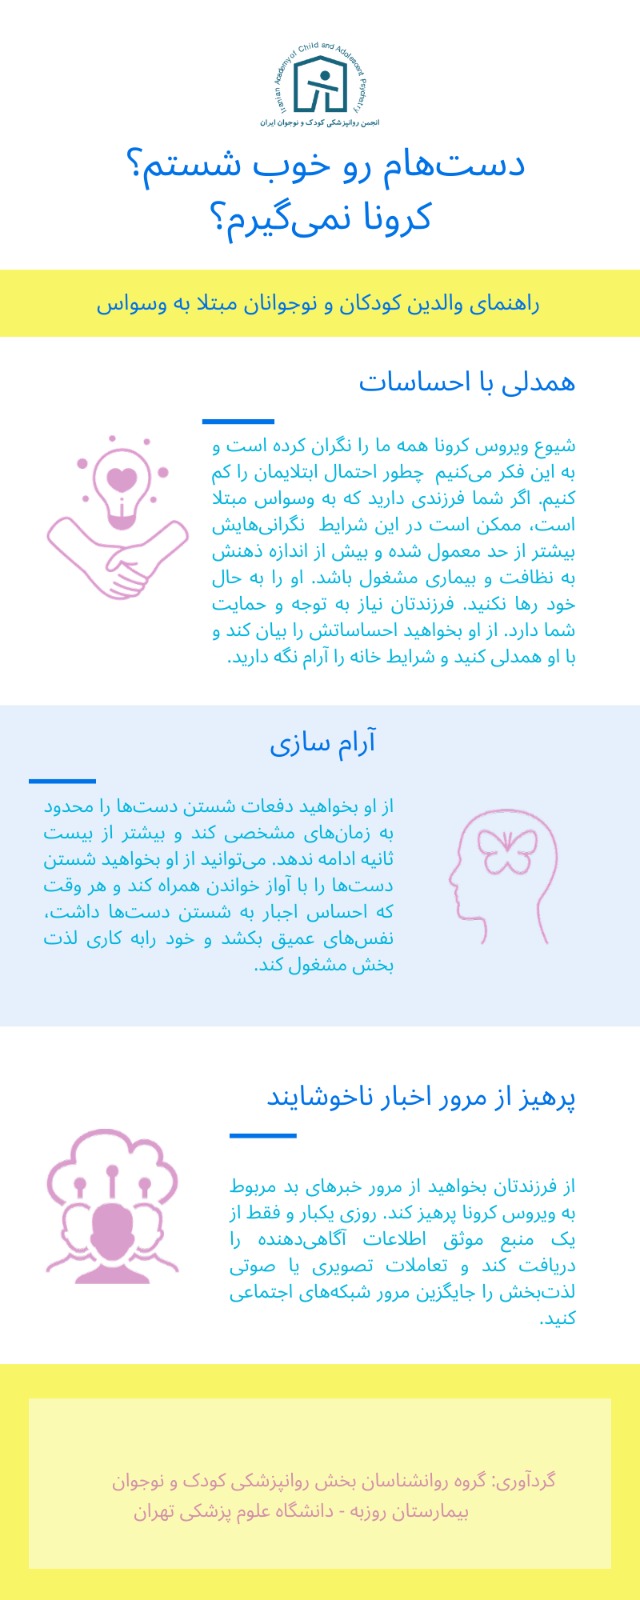 Iranian Academy of Child and Adolescent Psychiatry
انجمن روانپزشکی کودک و نوجوان ایران
دست‌هام رو خوب شستم؟
کرونا نمی‌گیرم؟
راهنمای والدین کودکان و نوجوانان مبتلا به وسواس
همدلی با احساسات
شیوع ویروس کرونا همه ما را نگران کرده است و
به این فکر می‌کنیم چطور احتمال ابتلایمان را کم
کنیم. اگر شما فرزندی دارید که به وسواس مبتلا
است، ممکن است در این شرایط نگرانی‌هایش
بیشتر از حد معمول شده و بیش از اندازه ذهنش
به نظافت و بیماری مشغول باشد. او را به حال
خود رها نکنید. فرزندتان نیاز به توجه و حمایت
شما دارد. از او بخواهید احساساتش را بیان کند و
با او همدلی کنید و شرایط خانه را آرام نگه دارید.
آرام سازی
از او بخواهید دفعات شستن دست‌ها را محدود
به زمان‌های مشخصی کند و بیشتر از بیست
ثانیه ادامه ندهد. می‌توانید از او بخواهید شستن
دست‌ها را با آواز خواندن همراه کند و هر وقت
که احساس اجبار به شستن دست‌ها داشت،
نفس‌های عمیق بکشد و خود رابه کاری لذت
بخش مشغول کند.
پرهیز از مرور اخبار ناخوشایند
از فرزندتان بخواهید از مرور خبرهای بد مربوط
به ویروس کرونا پرهیز کند. روزی یکبار و فقط از
یک منبع موثق اطلاعات آگاهی‌دهنده را
دریافت کند و تعاملات تصویری یا صوتی
لذت‌بخش را جایگزین مرور شبکه‌های اجتماعی
کنید.
گردآوری: گروه روانشناسان بخش روانپزشکی کودک و نوجوان
بیمارستان روزبه - دانشگاه علوم پزشکی تهران